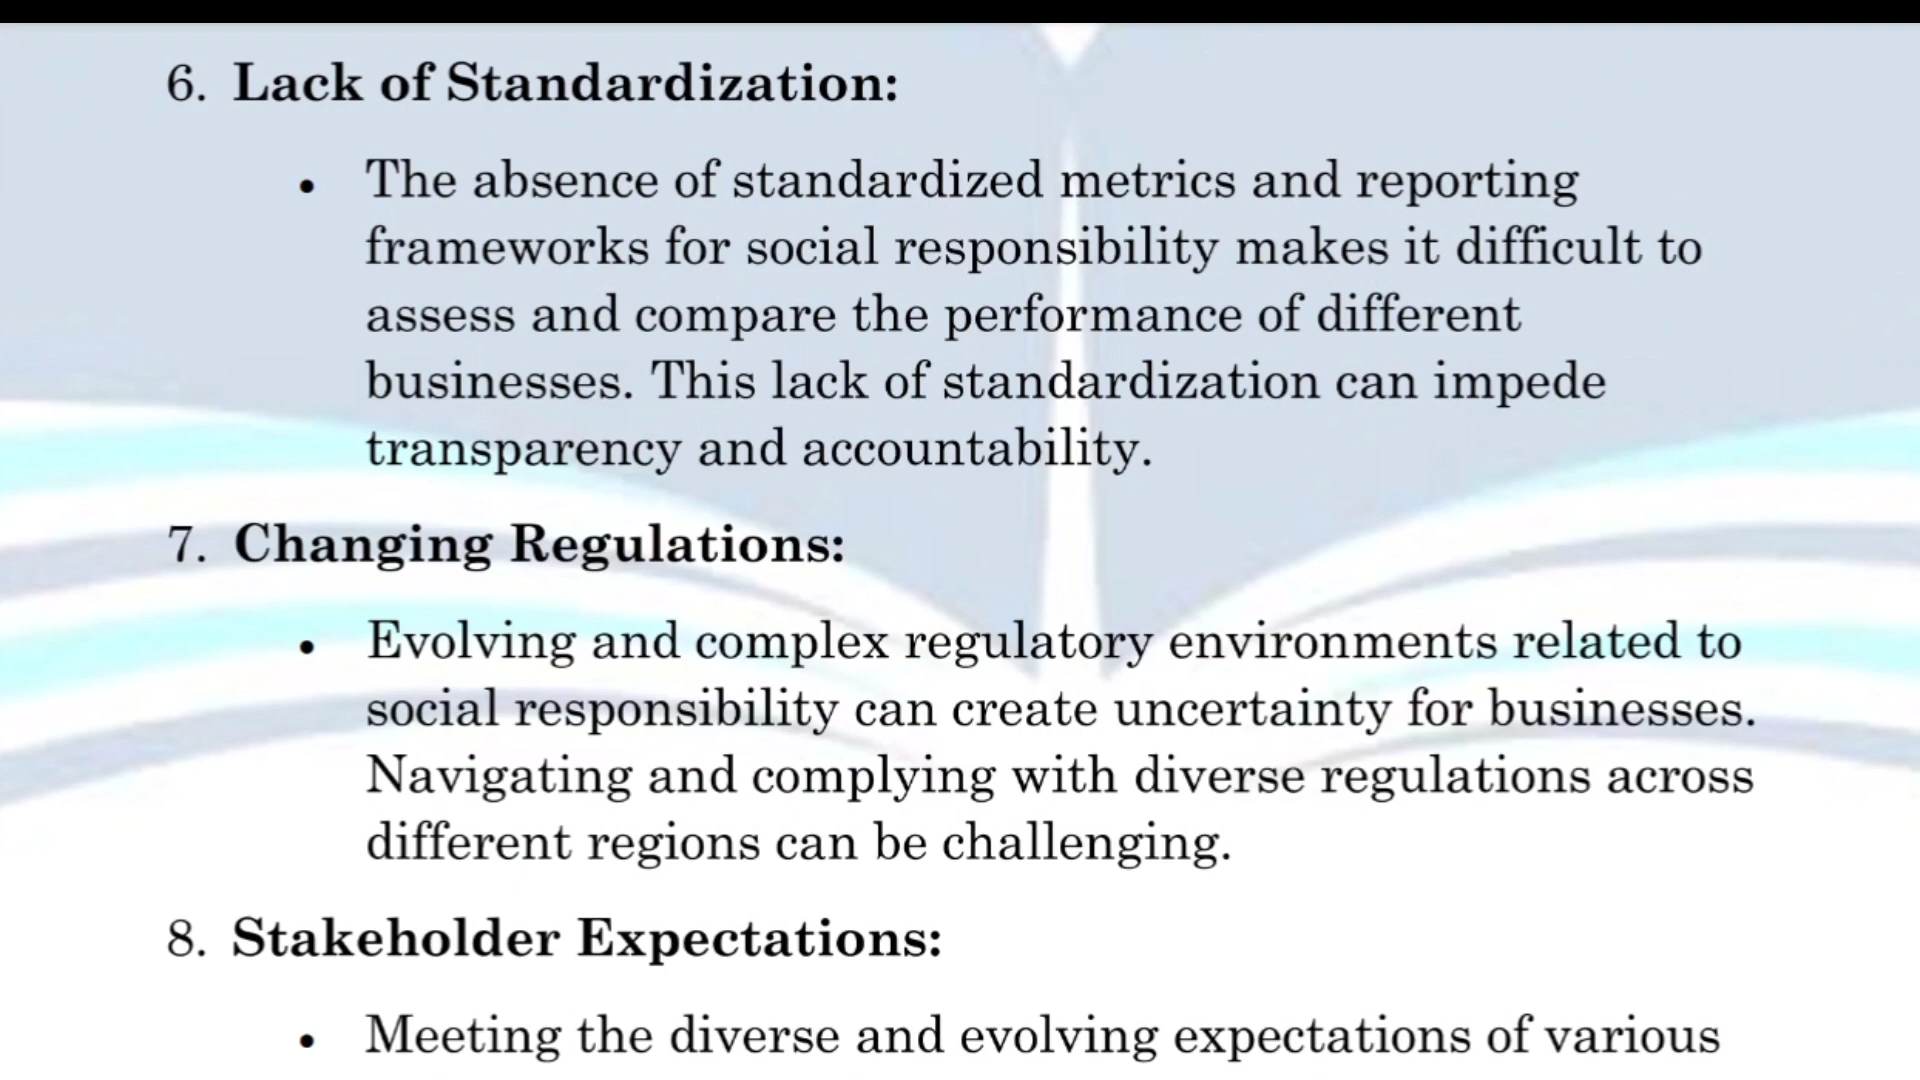 6. Lack of Standardization:
• The absence of standardized metrics and reporting
frameworks for social responsibility makes it difficult to
assess and compare the performance of different
businesses. This lack of standardization can impede
transparency and accountability.
7. Changing Regulations:
• Evolving and complex regulatory environments related to
social responsibility can create uncertainty for businesses.
Navigating and complying with diverse regulations across
different regions can be challenging.
8. Stakeholder Expectations:
• Meeting the diverse and evolving expectations of various